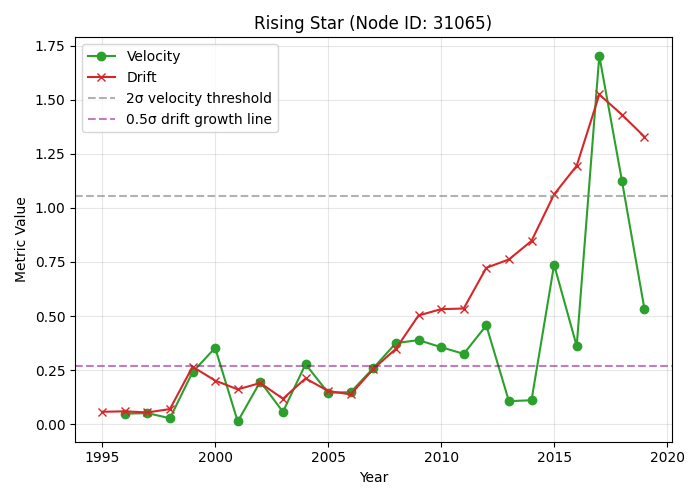 Rising Star (Node ID: 31065)
Velocity
Drift
2σ velocity threshold
0.5σ drift growth line
Metric Value
1.75
1.50
1.25
1.00
0.75
0.50
0.25
0.00
1995 2000 2005 2010 2015 2020
Year